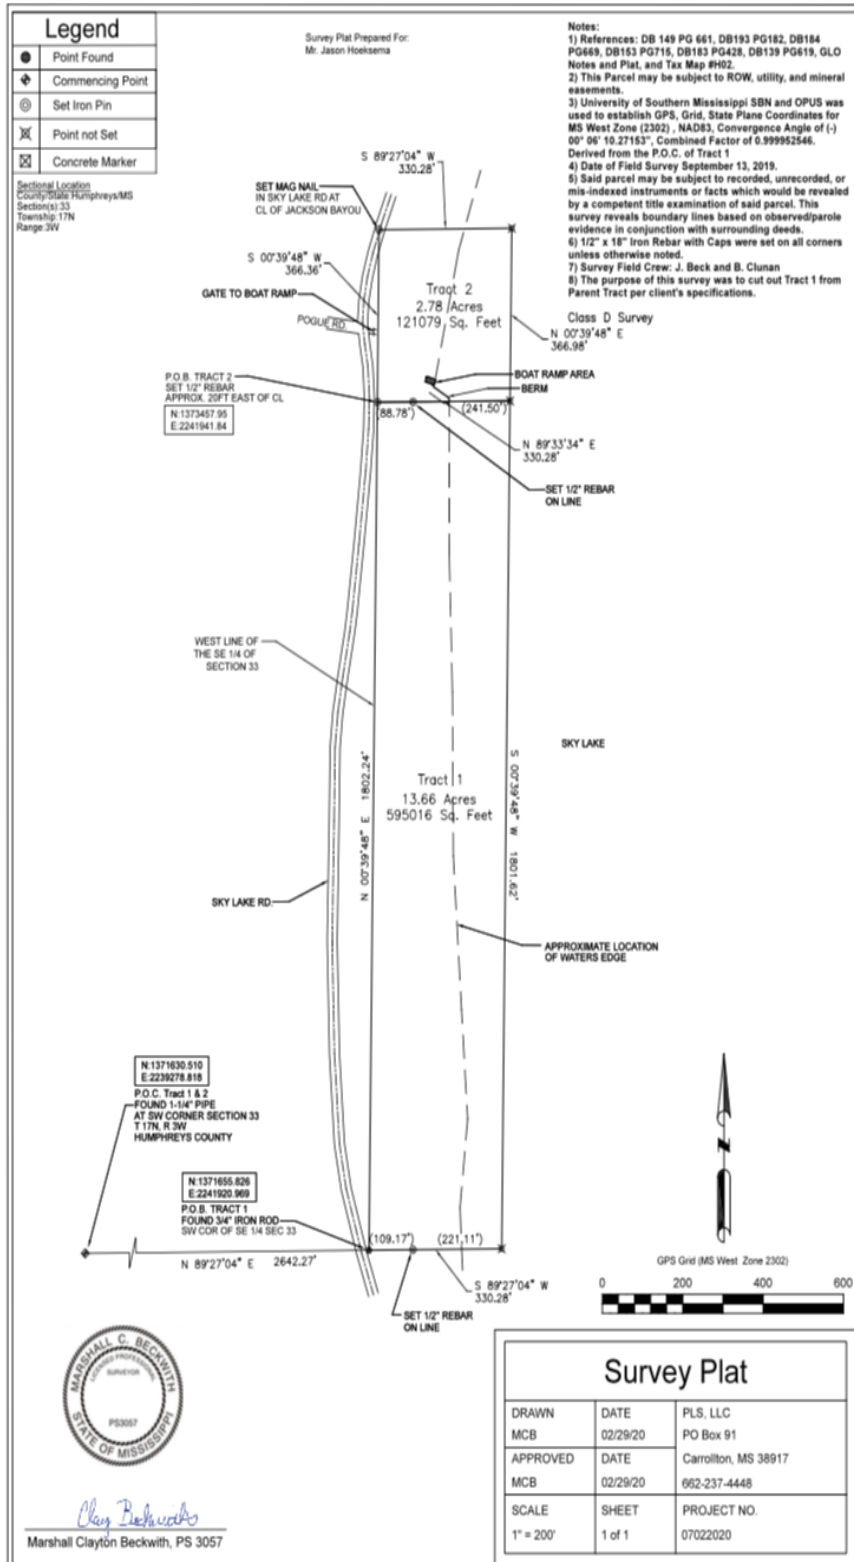 Legend
Point Found
Commencing Point
Set Iron Pin
Point not Set
Concrete Marker
Sectional Location
County/State:Humphreys/MS
Section(s):33
Township:17N
Range:3W
Survey Plat Prepared For:
Mr. Jason Hoeksema
Notes:
1) References: DB 149 PG 661, DB193 PG182, DB184
PG669, DB153 PG715, DB183 PG428, DB139 PG619, GLO
Notes and Plat, and Tax Map #H02.
2) This Parcel may be subject to ROW, utility, and mineral
easements.
3) University of Southern Mississippi SBN and OPUS was
used to establish GPS, Grid, State Plane Coordinates for
MS West Zone (2302) , NAD83, Convergence Angle of (-)
00° 06' 10.27153", Combined Factor of 0.999952546.
Derived from the P.O.C. of Tract 1
4) Date of Field Survey September 13, 2019.
5) Said parcel may be subject to recorded, unrecorded, or
mis-indexed instruments or facts which would be revealed
by a competent title examination of said parcel. This
survey reveals boundary lines based on observed/parole
evidence in conjunction with surrounding deeds.
6) 1/2" x 18" Iron Rebar with Caps were set on all corners
unless otherwise noted.
7) Survey Field Crew: J. Beck and B. Clunan
8) The purpose of this survey was to cut out Tract 1 from
Parent Tract per client's specifications.
Class D Survey
S 89°27'04" W
330.28'
SET MAG NAIL
IN SKY LAKE RD AT
CL OF JACKSON BAYOU
S 00°39'48" W
366.36'
GATE TO BOAT RAMP
POGUE RD.
Tract 2
2.78 Acres
121079 Sq. Feet
N 00°39'48" E
366.98'
P.O.B. TRACT 2
SET 1/2" REBAR
APPROX. 20FT EAST OF CL
N:1373457.95
E:2241941.84
BOAT RAMP AREA
BERM
(88.78')
(241.50')
N 89°33'34" E
330.28'
SET 1/2" REBAR
ON LINE
WEST LINE OF
THE SE 1/4 OF
SECTION 33
SKY LAKE
N 00°39'48" E 1802.24'
Tract 1
13.66 Acres
595016 Sq. Feet
S 00°39'48" W 1801.62'
SKY LAKE RD.
APPROXIMATE LOCATION
OF WATERS EDGE
N:1371630.510
E:2239278.818
P.O.C. Tract 1 & 2
FOUND 1-1/4" PIPE
AT SW CORNER SECTION 33
T 17N, R 3W
HUMPHREYS COUNTY
N:1371655.826
E:2241920.969
P.O.B. TRACT 1
FOUND 3/4" IRON ROD
SW COR OF SE 1/4 SEC 33
(109.17')
(221.11')
N 89°27'04" E 2642.27'
S 89°27'04" W
330.28'
SET 1/2" REBAR
ON LINE
N
GPS Grid (MS West Zone 2302)
0 200 400 600
MARSHALL C. BECKWITH
LICENSED PROFESSIONAL
SURVEYOR
PS3057
STATE OF MISSISSIPPI
Clay Beckwith
Marshall Clayton Beckwith, PS 3057
Survey Plat
DRAWN DATE PLS, LLC
MCB 02/29/20 PO Box 91
APPROVED DATE Carrollton, MS 38917
MCB 02/29/20 662-237-4448
SCALE SHEET PROJECT NO.
1" = 200' 1 of 1 07022020